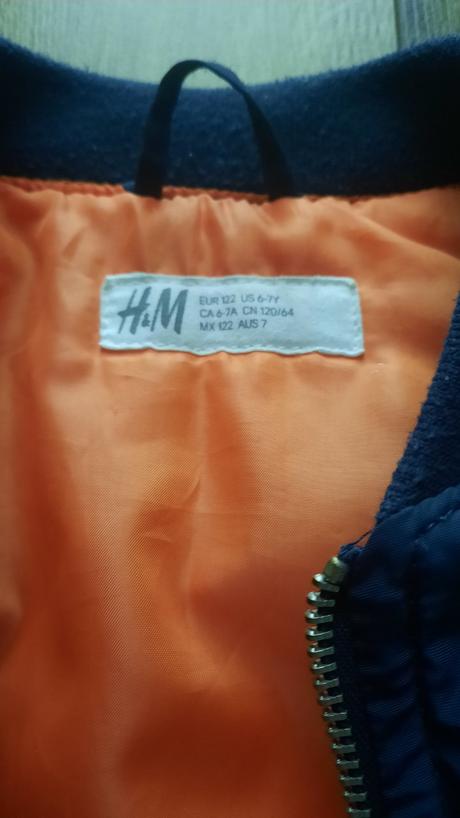 H&M
EUR 122 US 6-7Y
CA 6-7A CN 120/64
MX 122 AUS 7